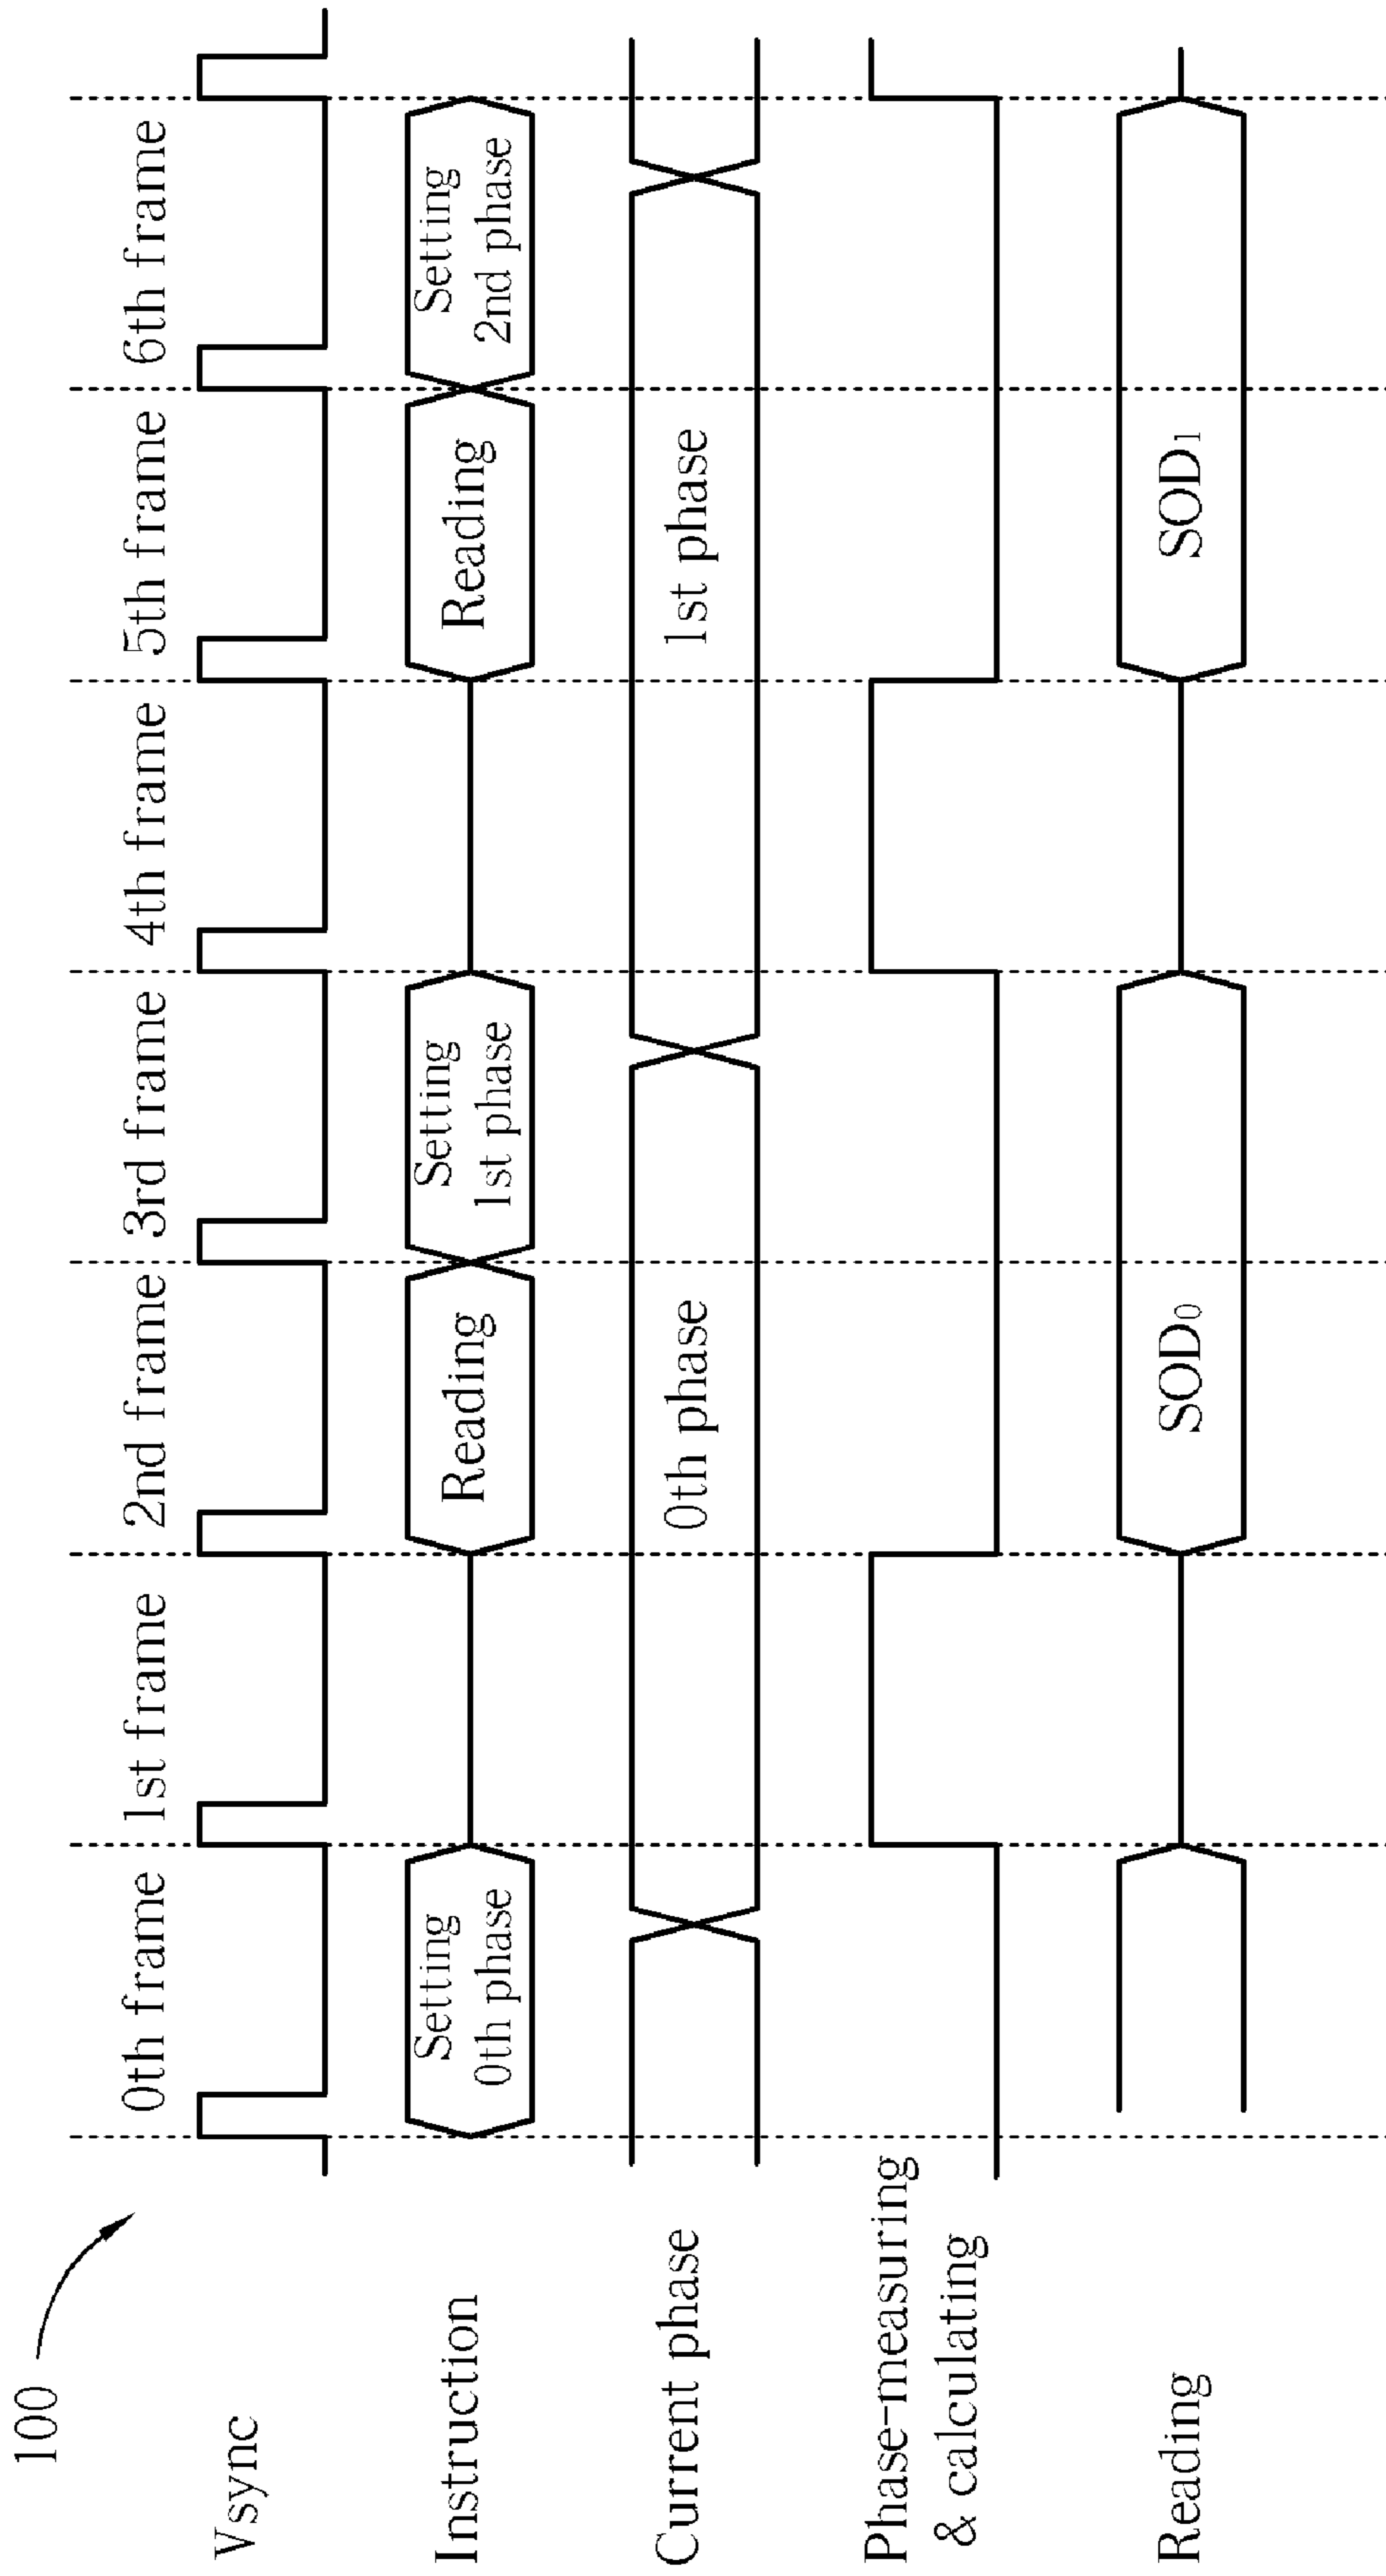 100
0th frame
1st frame
2nd frame
3rd frame
4th frame
5th frame
6th frame
Vsync
Instruction
Setting
0th phase
Reading
Setting
1st phase
Reading
Setting
2nd phase
Current phase
0th phase
1st phase
Phase-measuring
& calculating
Reading
SOD₀
SOD₁